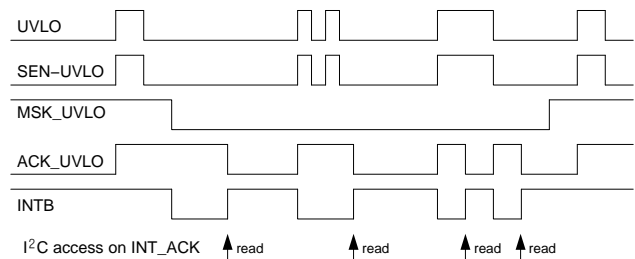 UVLO
SEN−UVLO
MSK_UVLO
ACK_UVLO
INTB
I²C access on INT_ACK read read read read